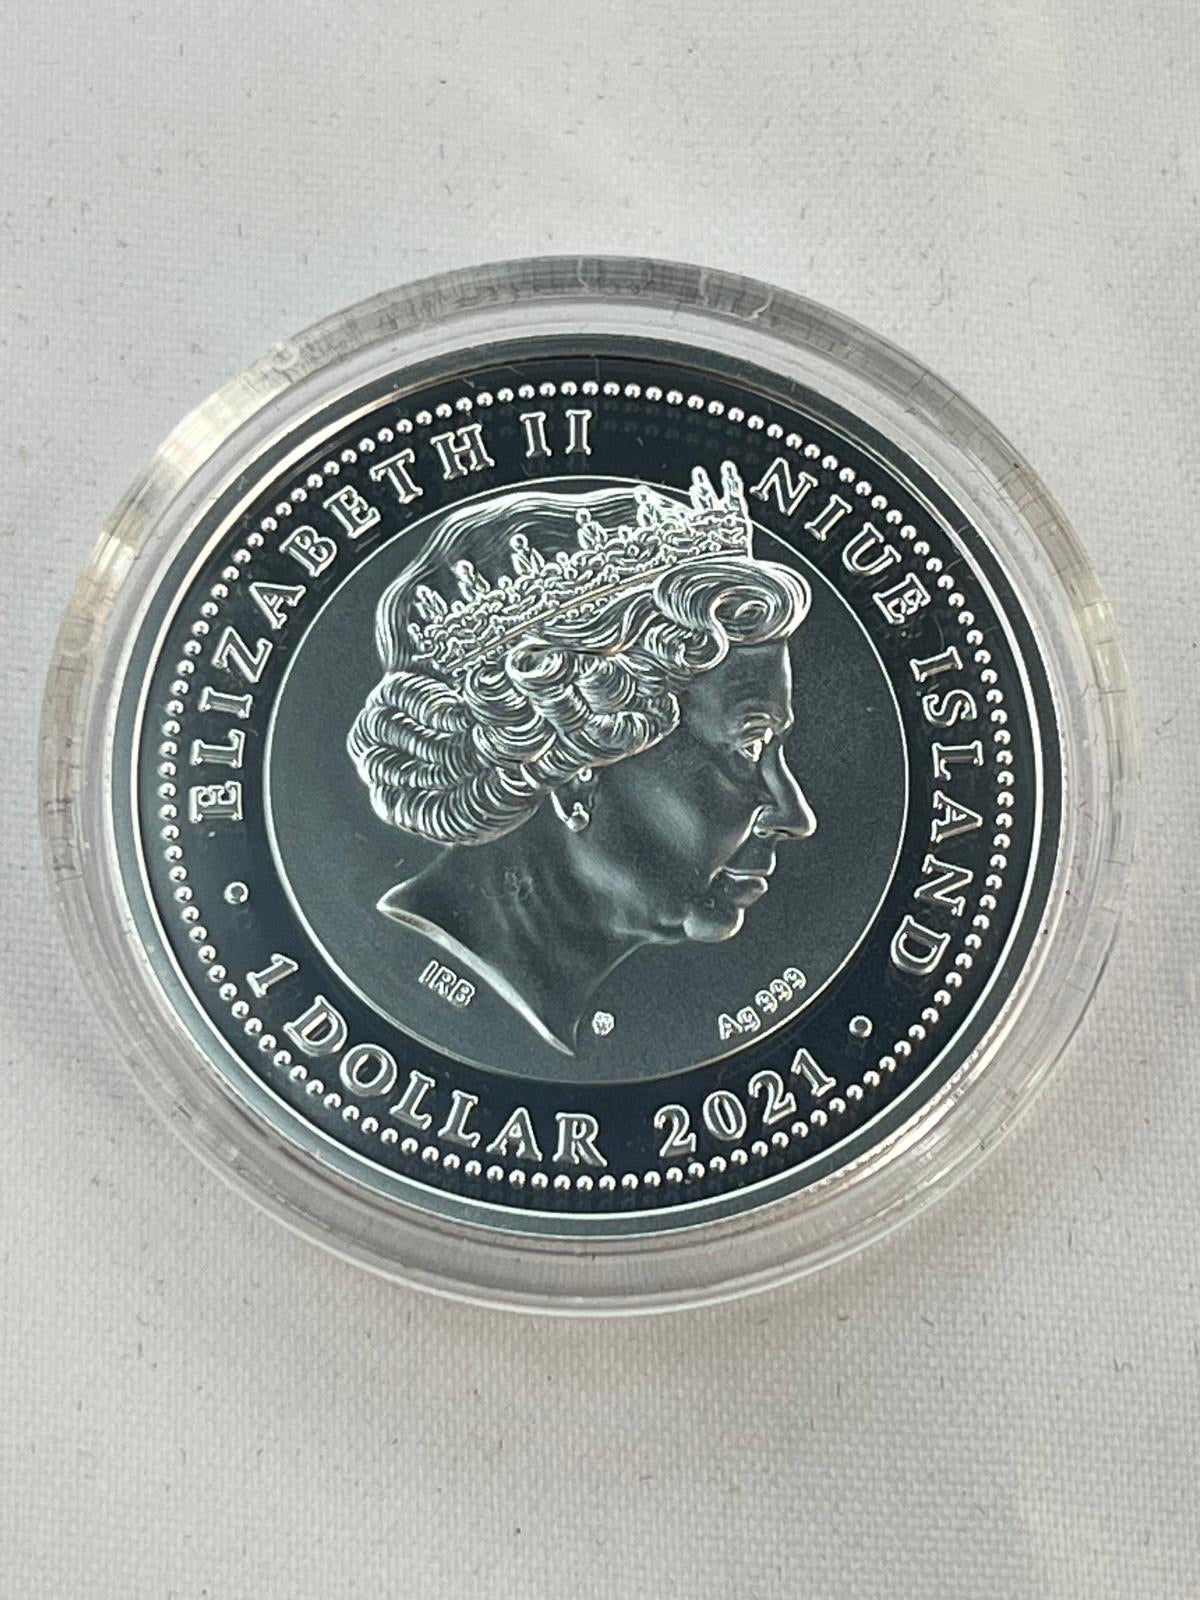 ELIZABETH II
NIUE ISLAND
1 DOLLAR 2021
IRB
Ag 999